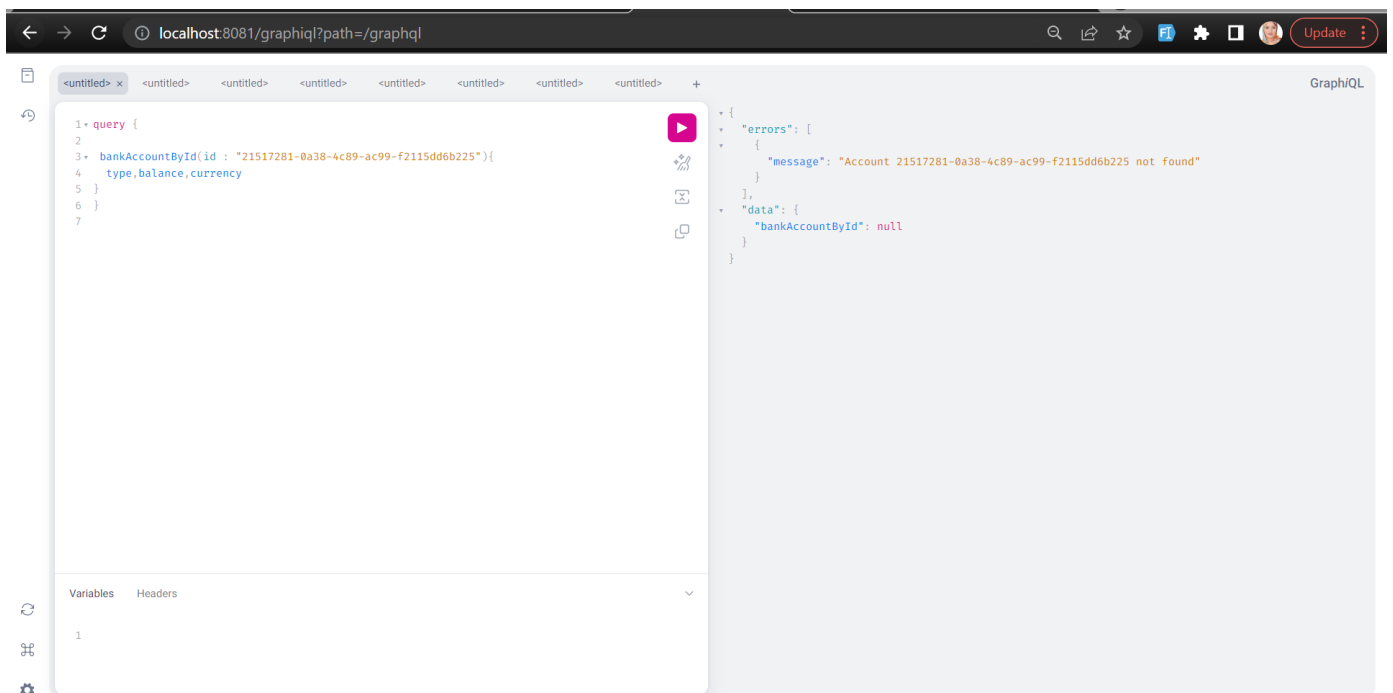 localhost:8081/graphiql?path=/graphql
Update
<untitled> × <untitled> <untitled> <untitled> <untitled> <untitled> <untitled> <untitled> +
GraphiQL
1 query {
2
3 bankAccountById(id : "21517281-0a38-4c89-ac99-f2115dd6b225"){
4 type,balance,currency
5 }
6 }
7
{
"errors": [
{
"message": "Account 21517281-0a38-4c89-ac99-f2115dd6b225 not found"
}
],
"data": {
"bankAccountById": null
}
}
Variables Headers
1